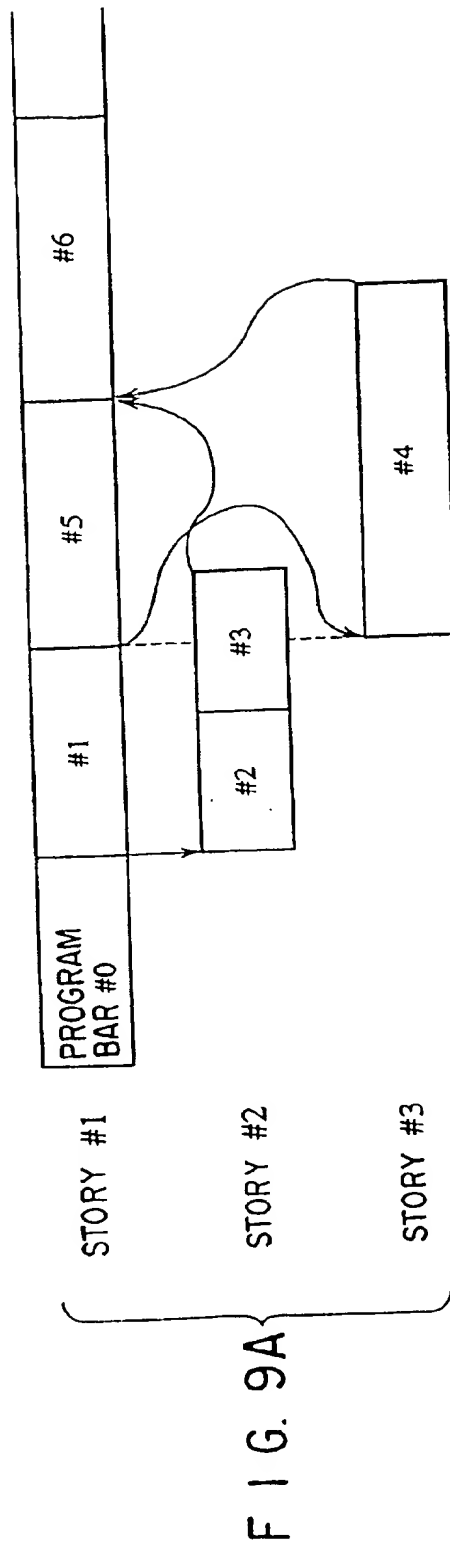 STORY #1
PROGRAM
BAR #0
#1
#5
#6
STORY #2
#2
#3
STORY #3
#4
FIG. 9A